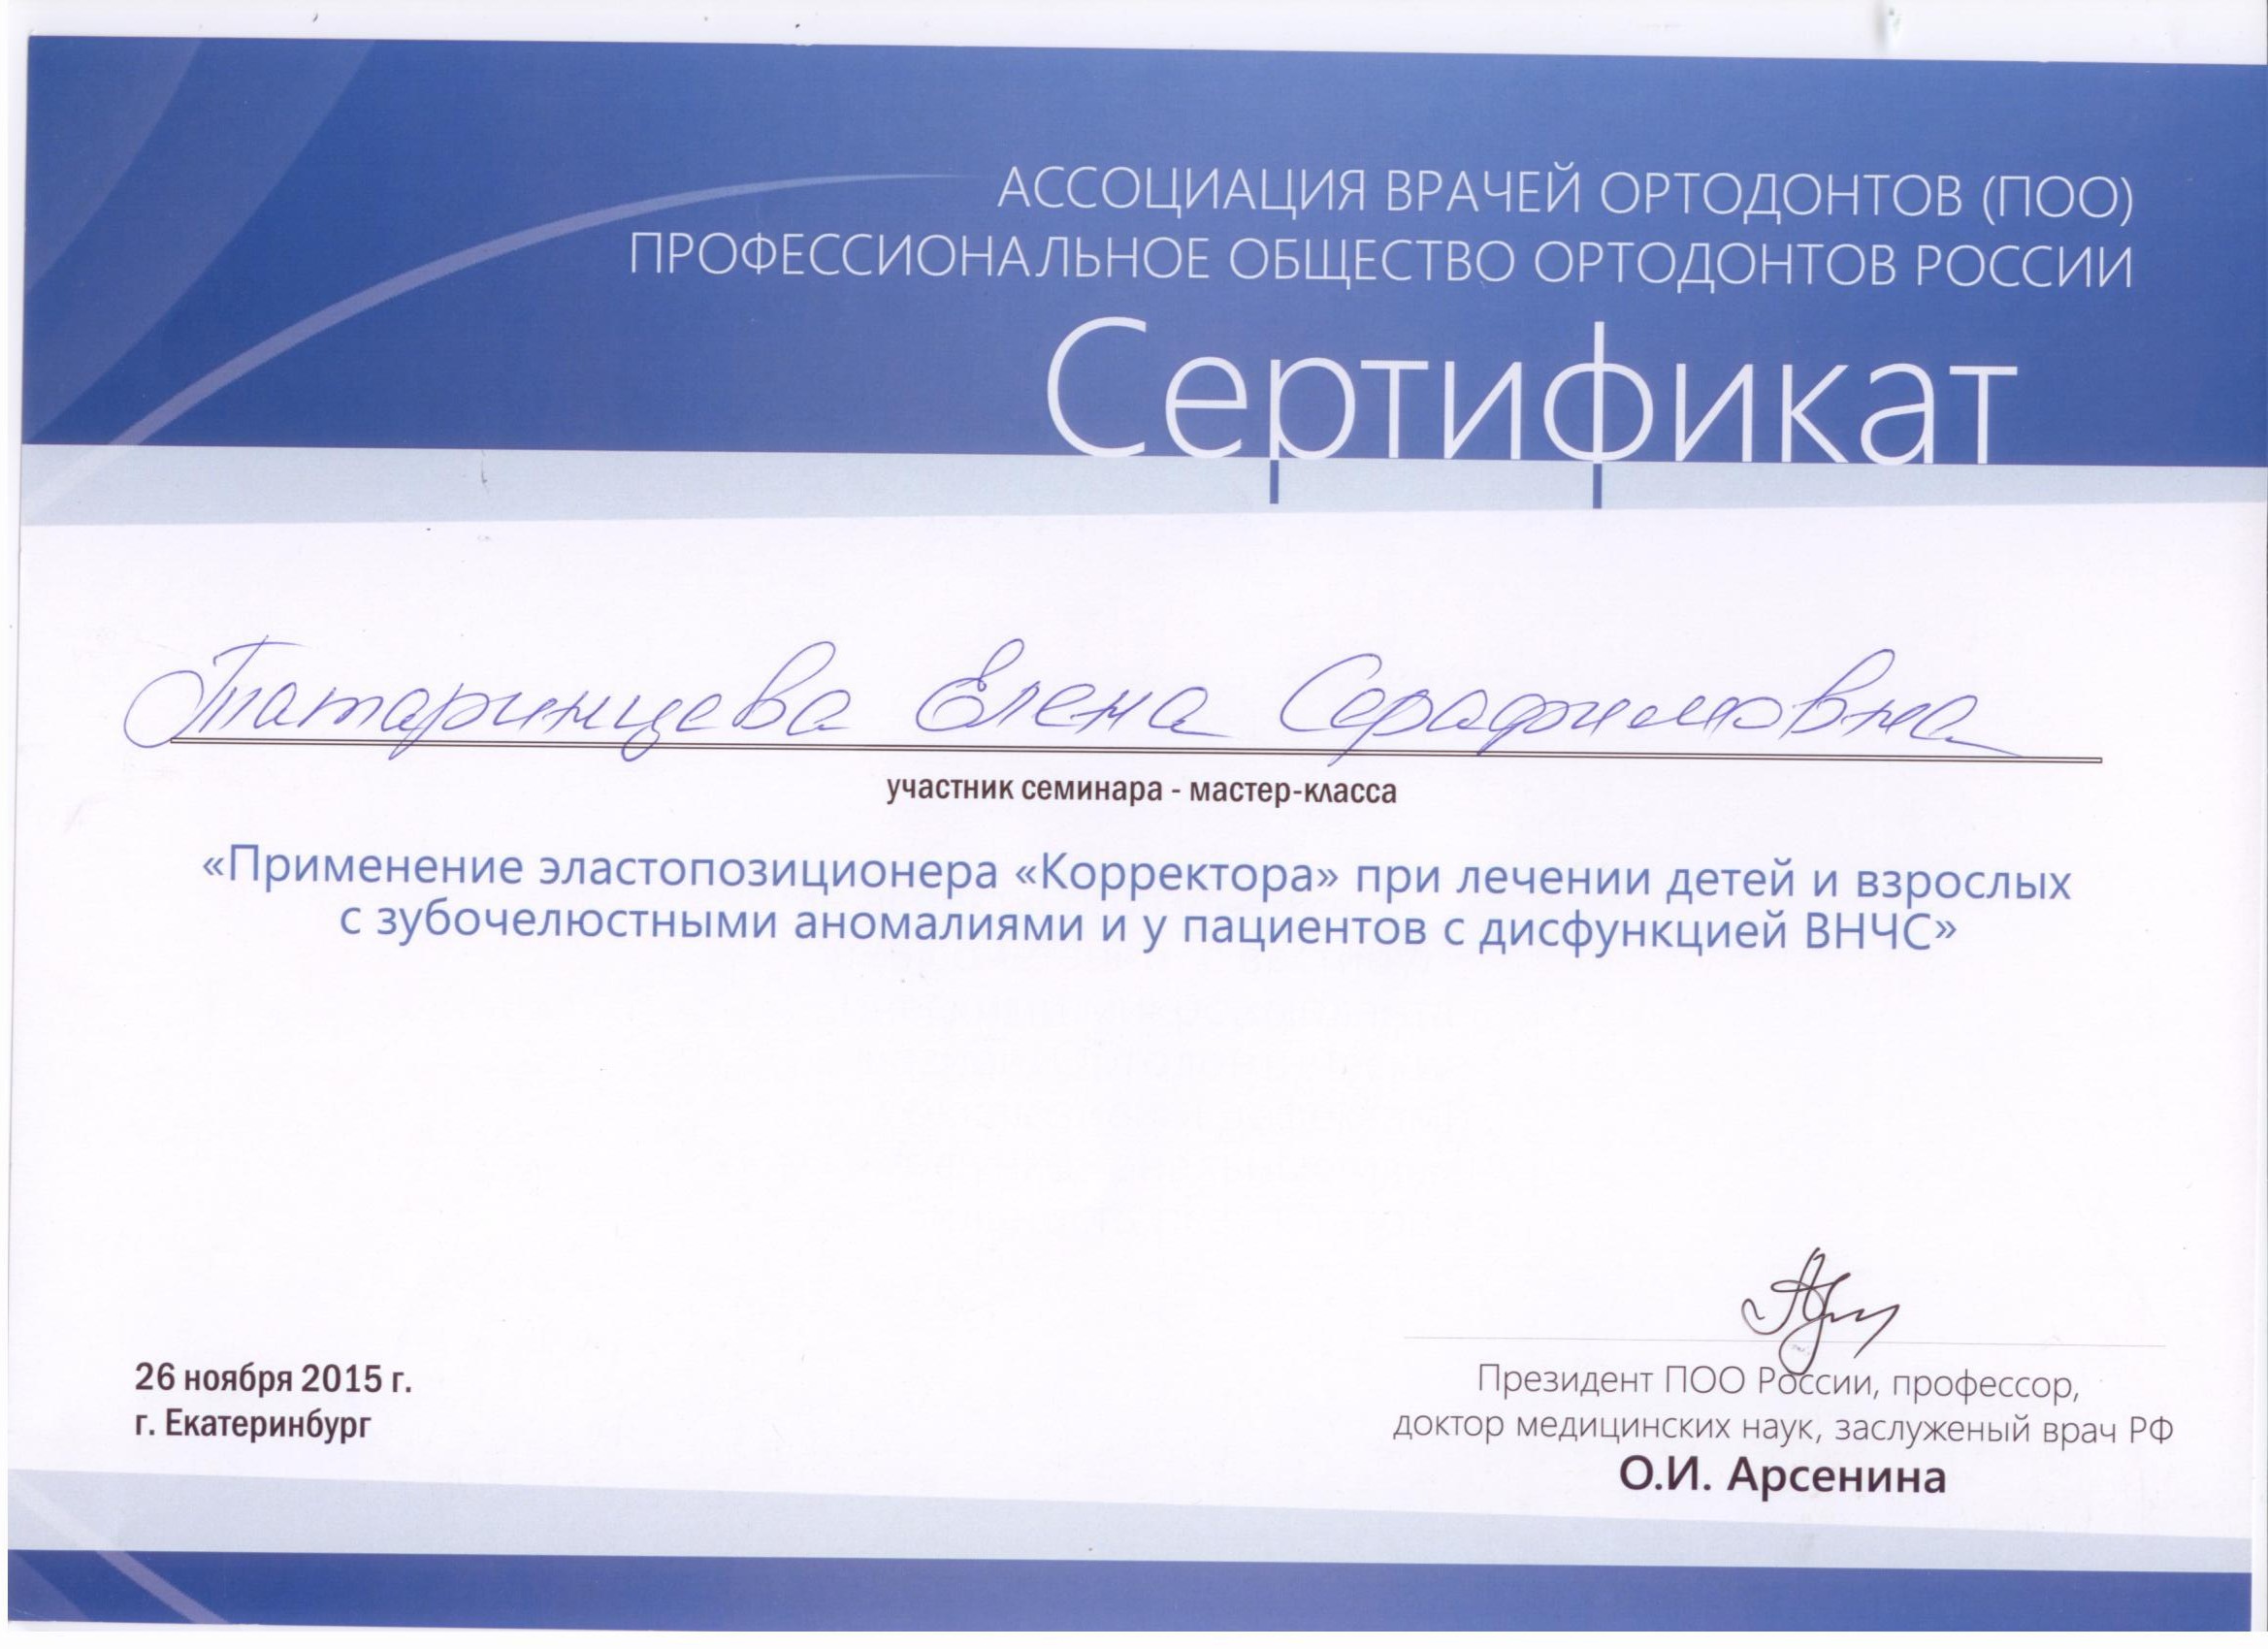 АССОЦИАЦИЯ ВРАЧЕЙ ОРТОДОНТОВ (ПОО)
ПРОФЕССИОНАЛЬНОЕ ОБЩЕСТВО ОРТОДОНТОВ РОССИИ
Сертификат
Татаринцева Елена Серафимовна
участник семинара - мастер-класса
«Применение эластопозиционера «Корректора» при лечении детей и взрослых
с зубочелюстными аномалиями и у пациентов с дисфункцией ВНЧС»
26 ноября 2015 г.
г. Екатеринбург
Президент ПОО России, профессор,
доктор медицинских наук, заслуженый врач РФ
О.И. Арсенина